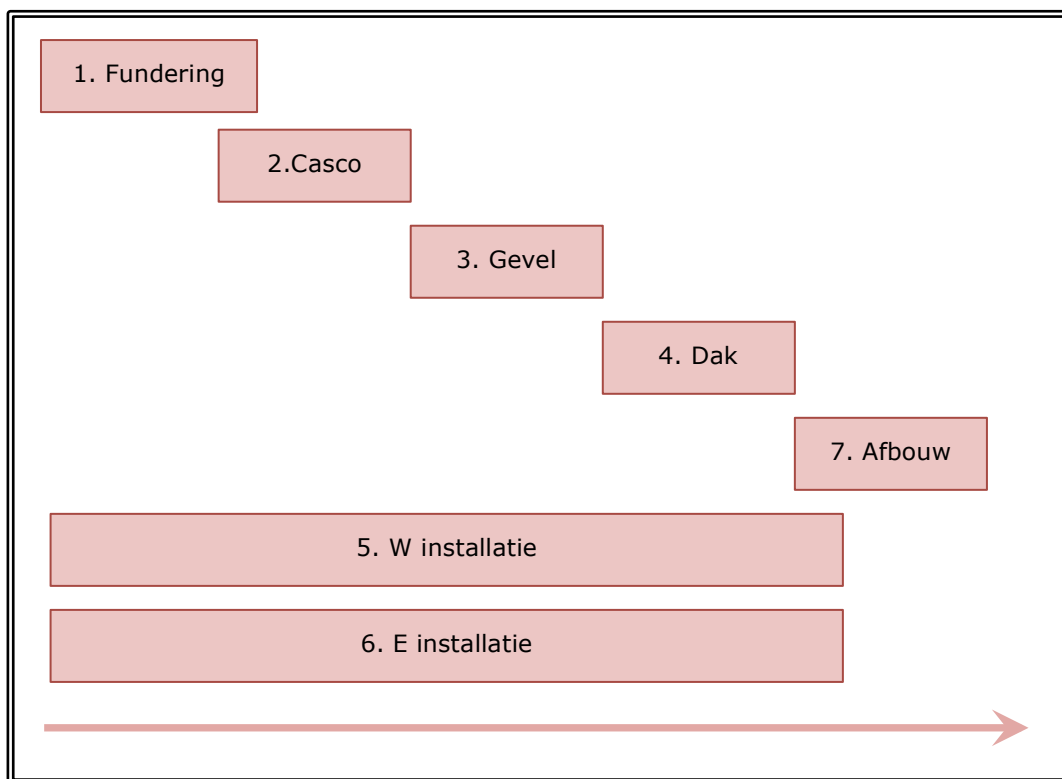 1. Fundering
2.Casco
3. Gevel
4. Dak
7. Afbouw
5. W installatie
6. E installatie